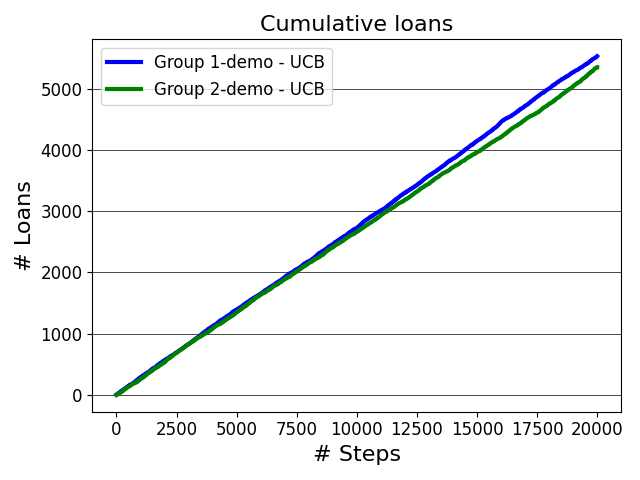 Cumulative loans
Group 1-demo - UCB
Group 2-demo - UCB
# Loans
5000
4000
3000
2000
1000
0
0 2500 5000 7500 10000 12500 15000 17500 20000
# Steps